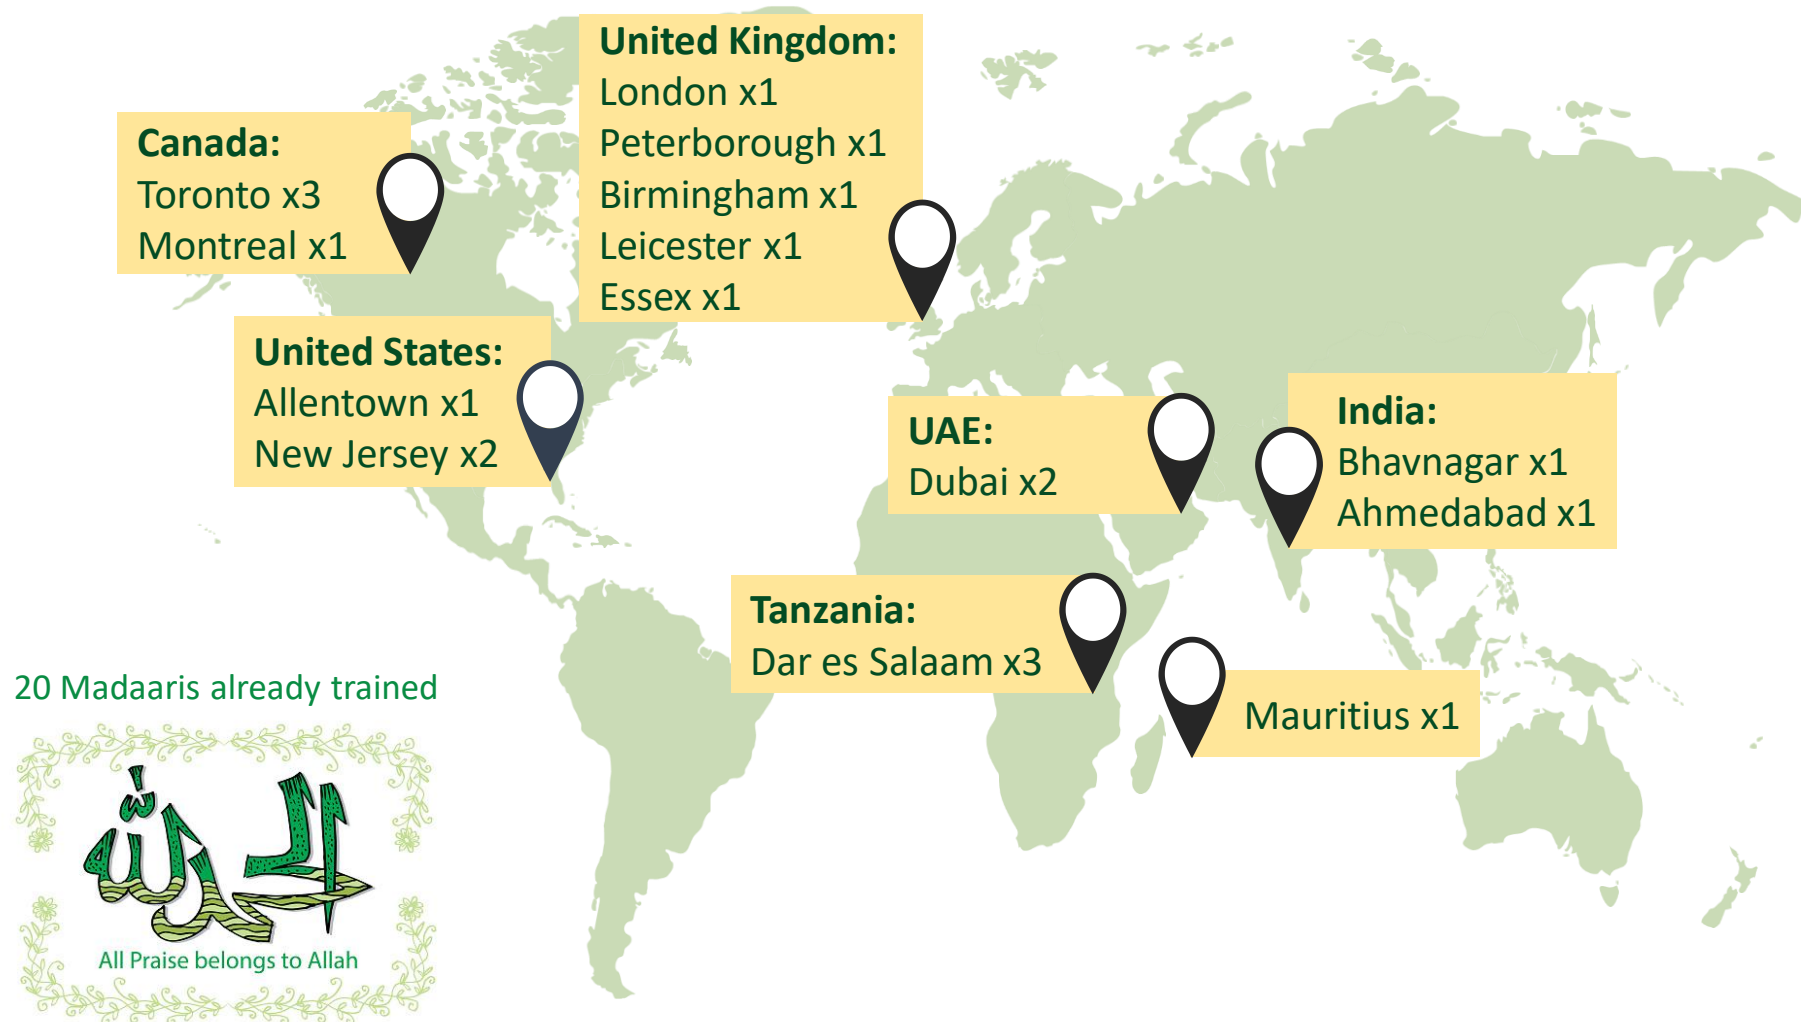 United Kingdom:
London x1
Peterborough x1
Birmingham x1
Leicester x1
Essex x1
Canada:
Toronto x3
Montreal x1
United States:
Allentown x1
New Jersey x2
UAE:
Dubai x2
India:
Bhavnagar x1
Ahmedabad x1
Tanzania:
Dar es Salaam x3
Mauritius x1
20 Madaaris already trained
الحمد لله
All Praise belongs to Allah